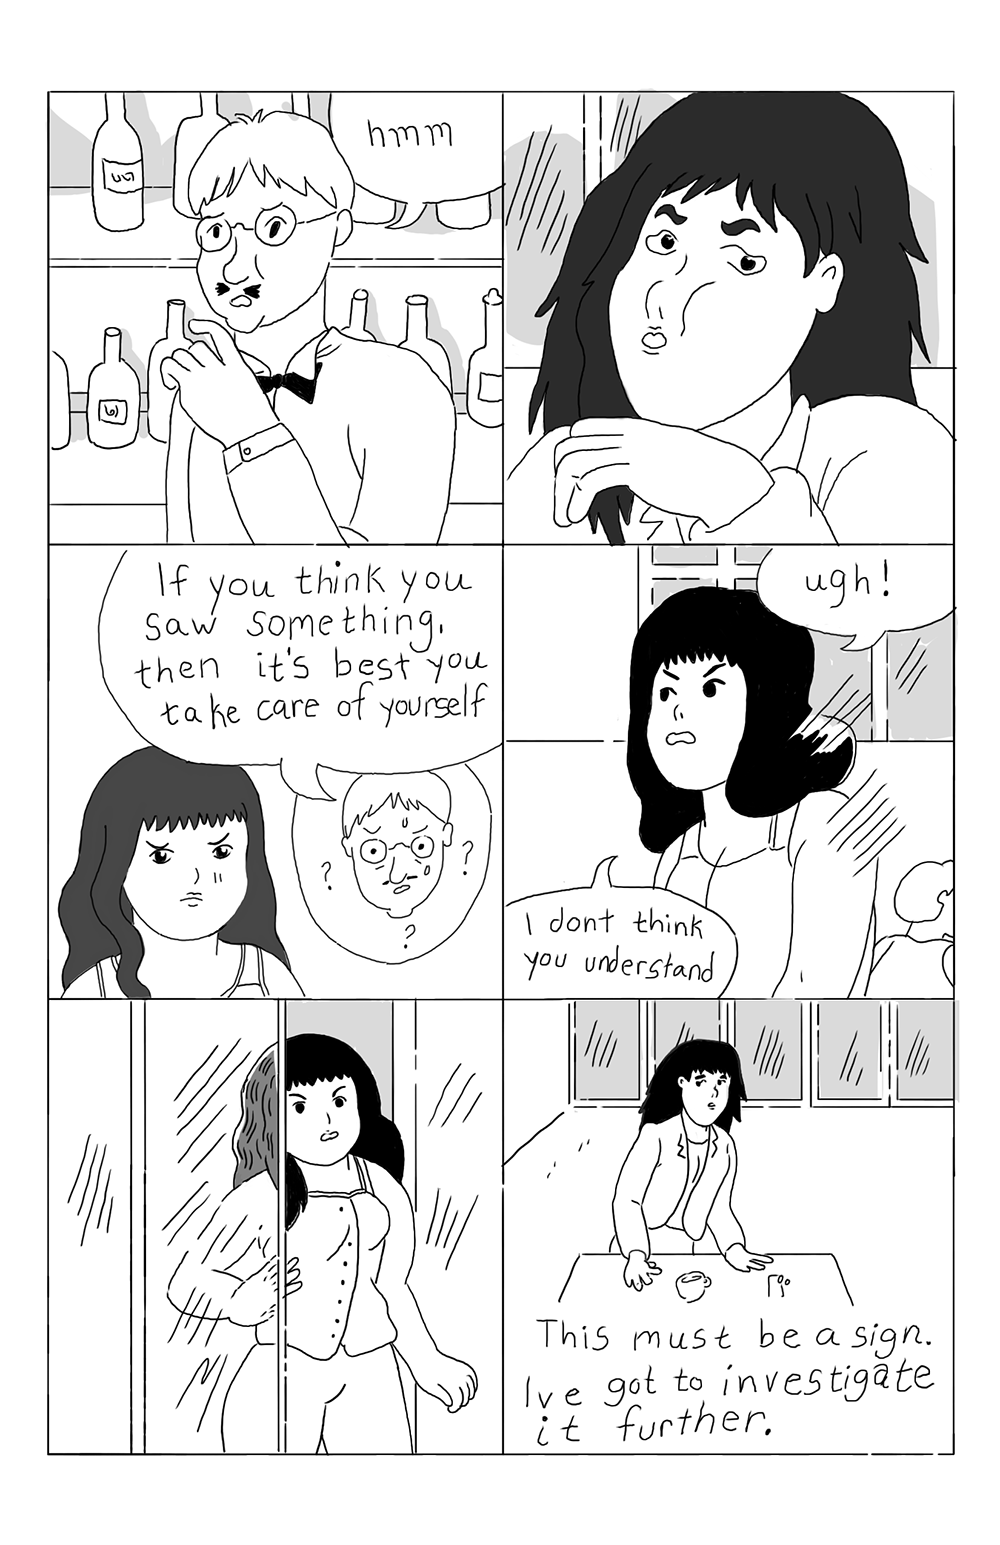 hmm
If you think you
saw something,
then it's best you
take care of yourself
ugh!
I dont think
you understand
This must be a sign.
Ive got to investigate
it further.